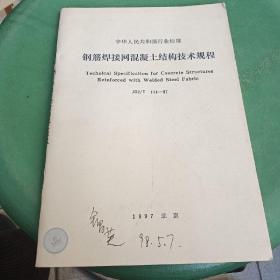 中华人民共和国行业标准
钢筋焊接网混凝土结构技术规程
Technical Specification for Concrete Structures
Reinforced with Welded Steel Fabric
JGJ/T 114-97
1997 北京
98.5.7.